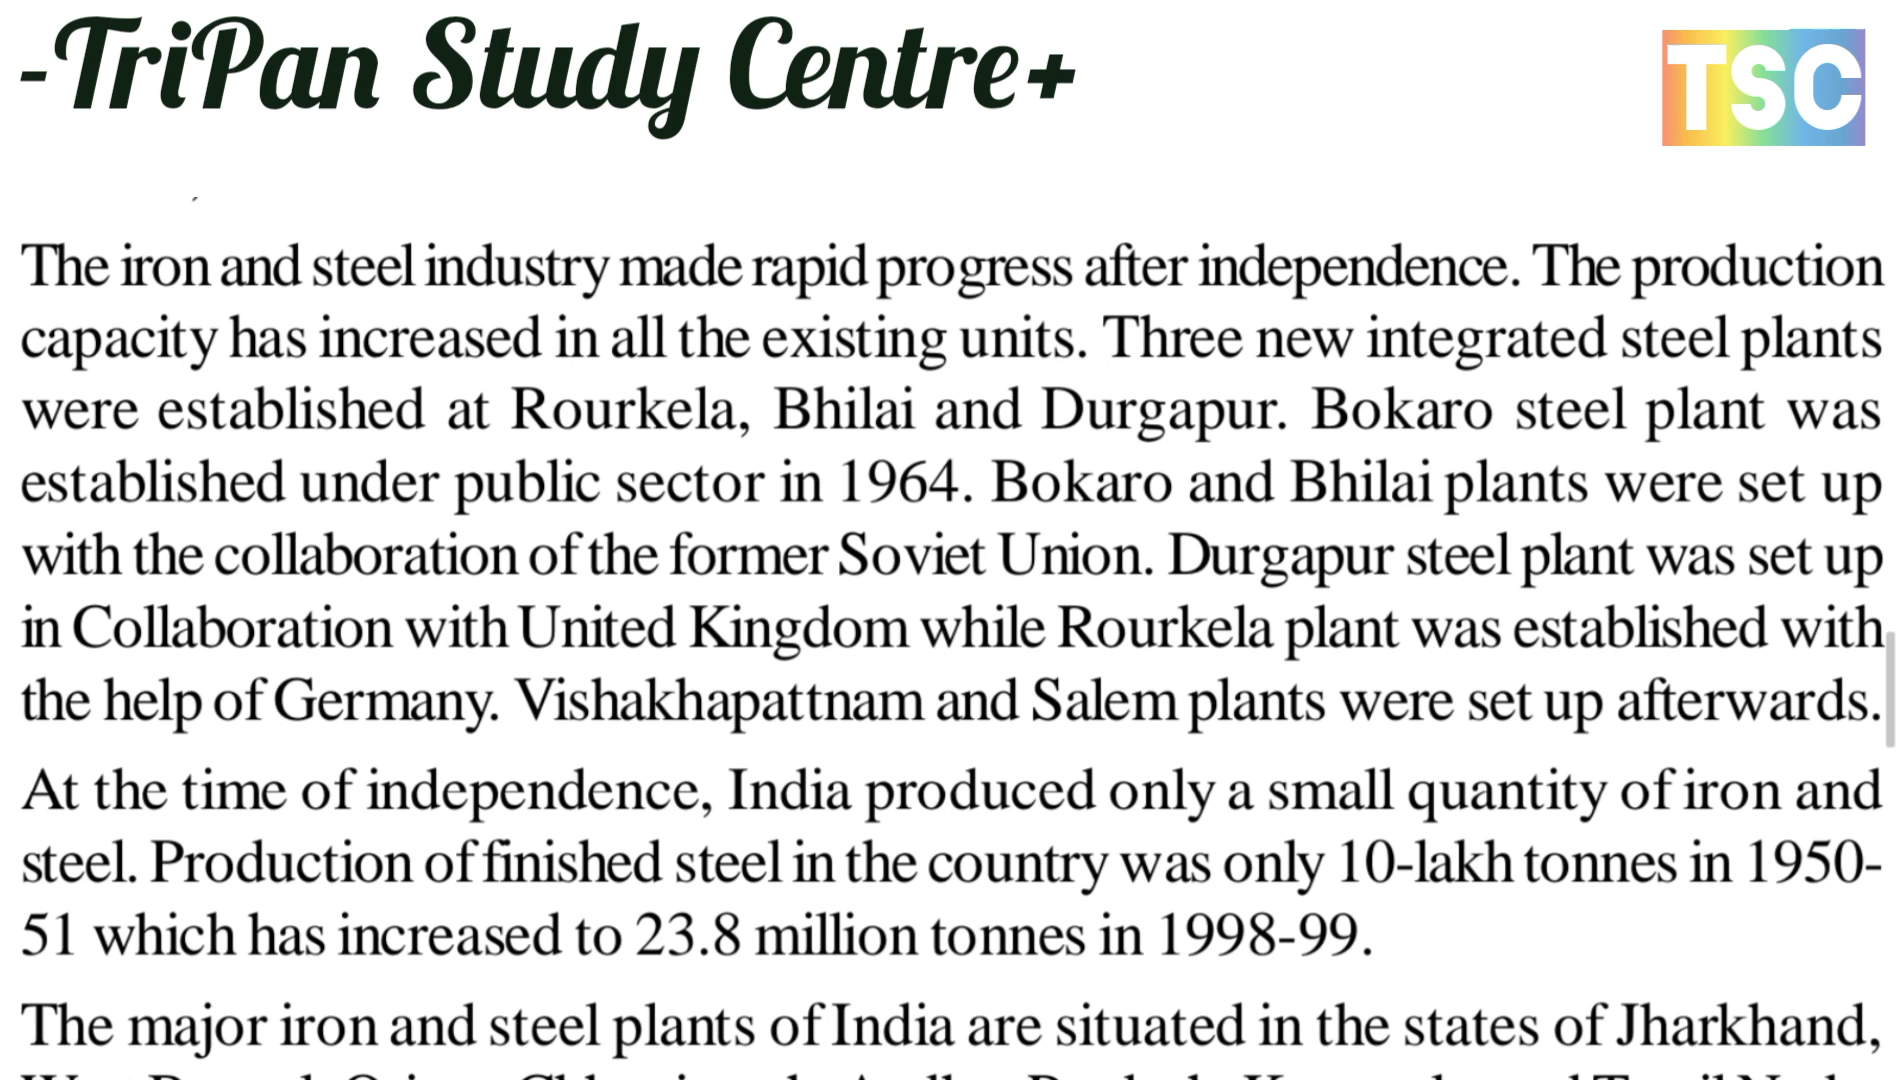 -TriPan Study Centre+
TSC
The iron and steel industry made rapid progress after independence. The production
capacity has increased in all the existing units. Three new integrated steel plants
were established at Rourkela, Bhilai and Durgapur. Bokaro steel plant was
established under public sector in 1964. Bokaro and Bhilai plants were set up
with the collaboration of the former Soviet Union. Durgapur steel plant was set up
in Collaboration with United Kingdom while Rourkela plant was established with
the help of Germany. Vishakhapattnam and Salem plants were set up afterwards.
At the time of independence, India produced only a small quantity of iron and
steel. Production of finished steel in the country was only 10-lakh tonnes in 1950-
51 which has increased to 23.8 million tonnes in 1998-99.
The major iron and steel plants of India are situated in the states of Jharkhand,